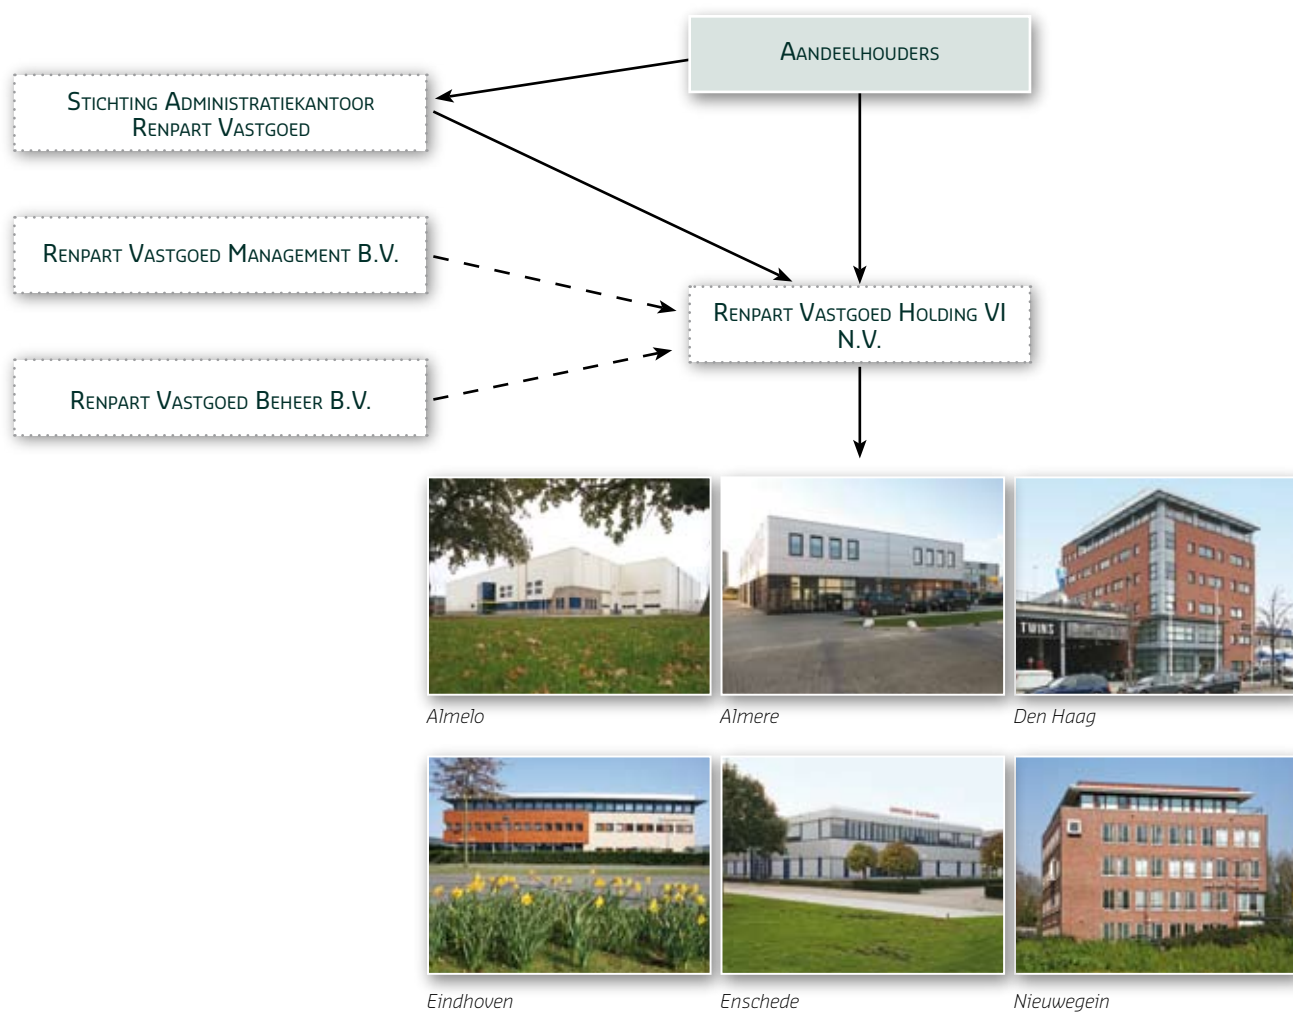 Aandeelhouders
Stichting Administratiekantoor
Renpart Vastgoed
Renpart Vastgoed Management B.V.
Renpart Vastgoed Holding VI
N.V.
Renpart Vastgoed Beheer B.V.
TWINS
Almelo
Almere
Den Haag
Eindhoven
Enschede
Nieuwegein